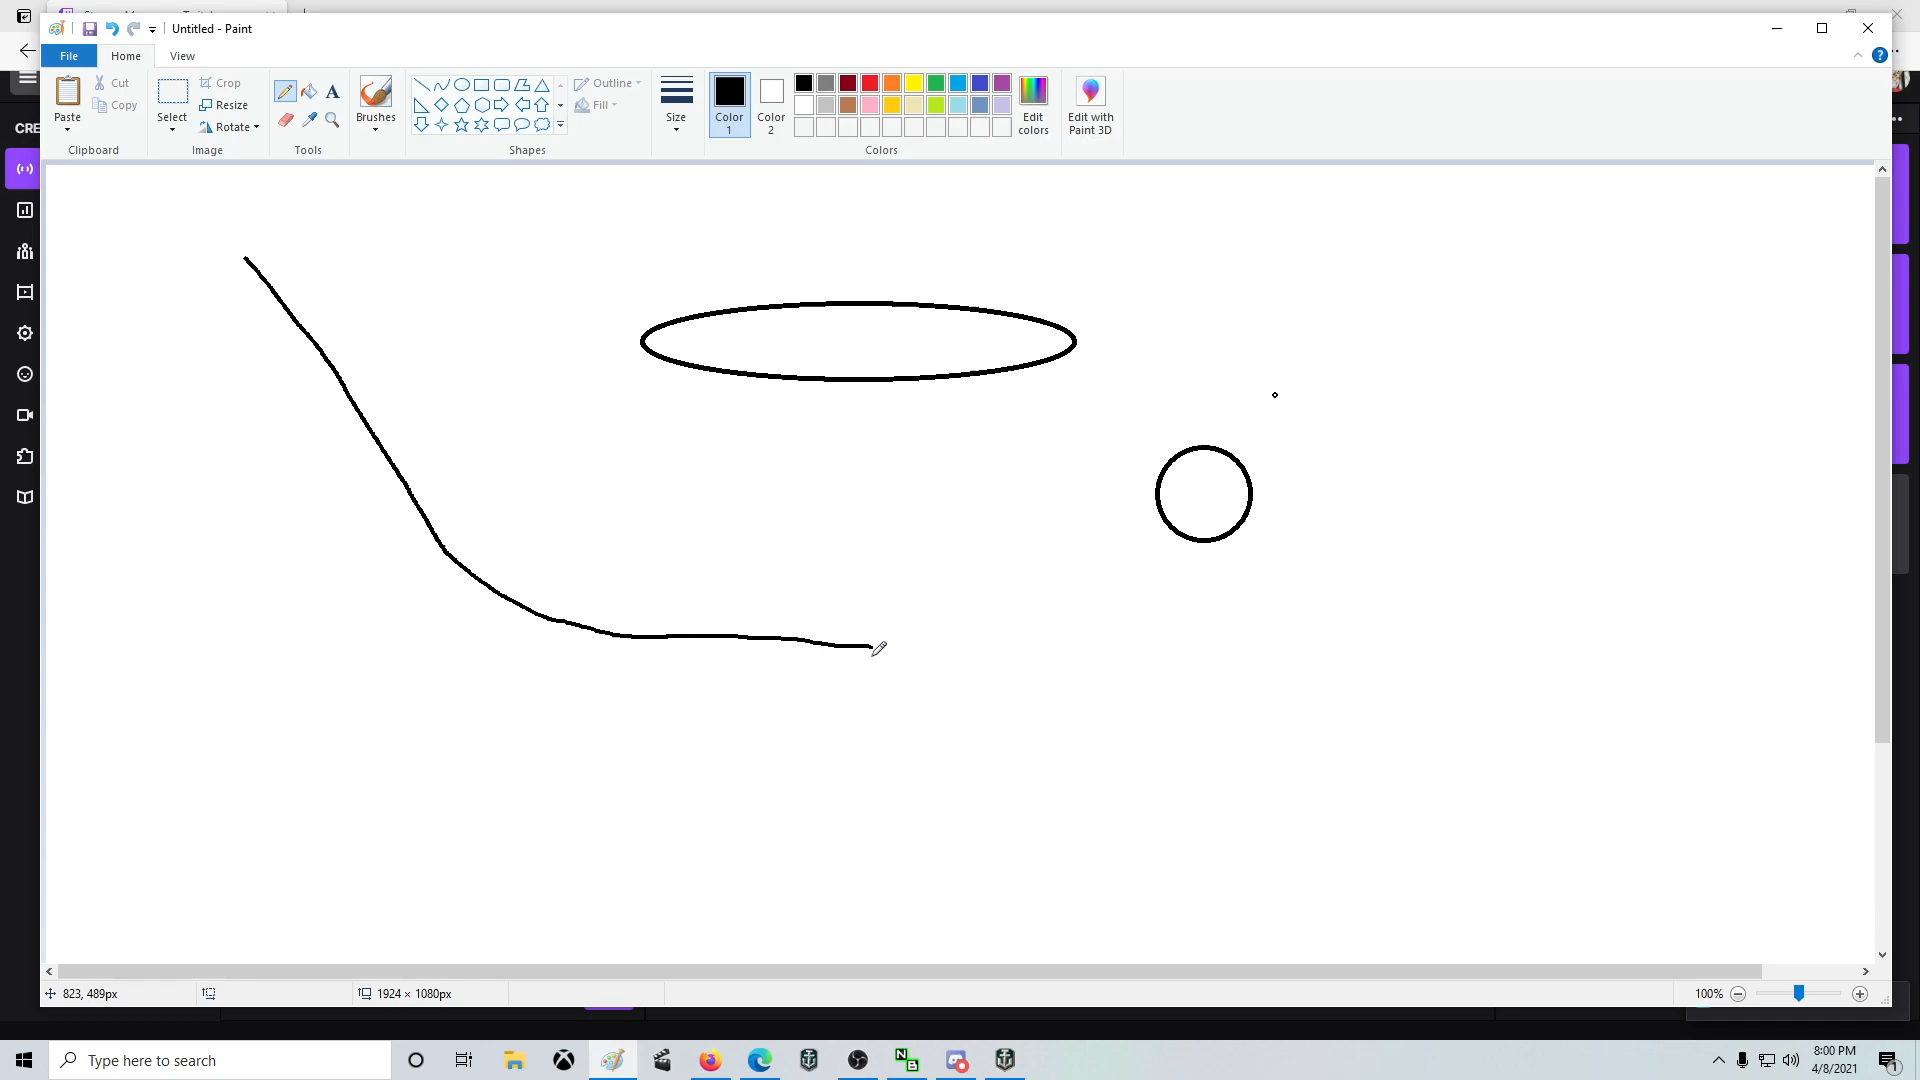 Untitled - Paint
File
Home
View
Paste
Cut
Copy
Clipboard
Select
Crop
Resize
Rotate
Image
A
Tools
Brushes
Shapes
Outline
Fill
Size
Color
1
Color
2
Colors
Edit
colors
Edit with
Paint 3D
CRE
823, 489px
1924 × 1080px
100%
Type here to search
8:00 PM
4/8/2021